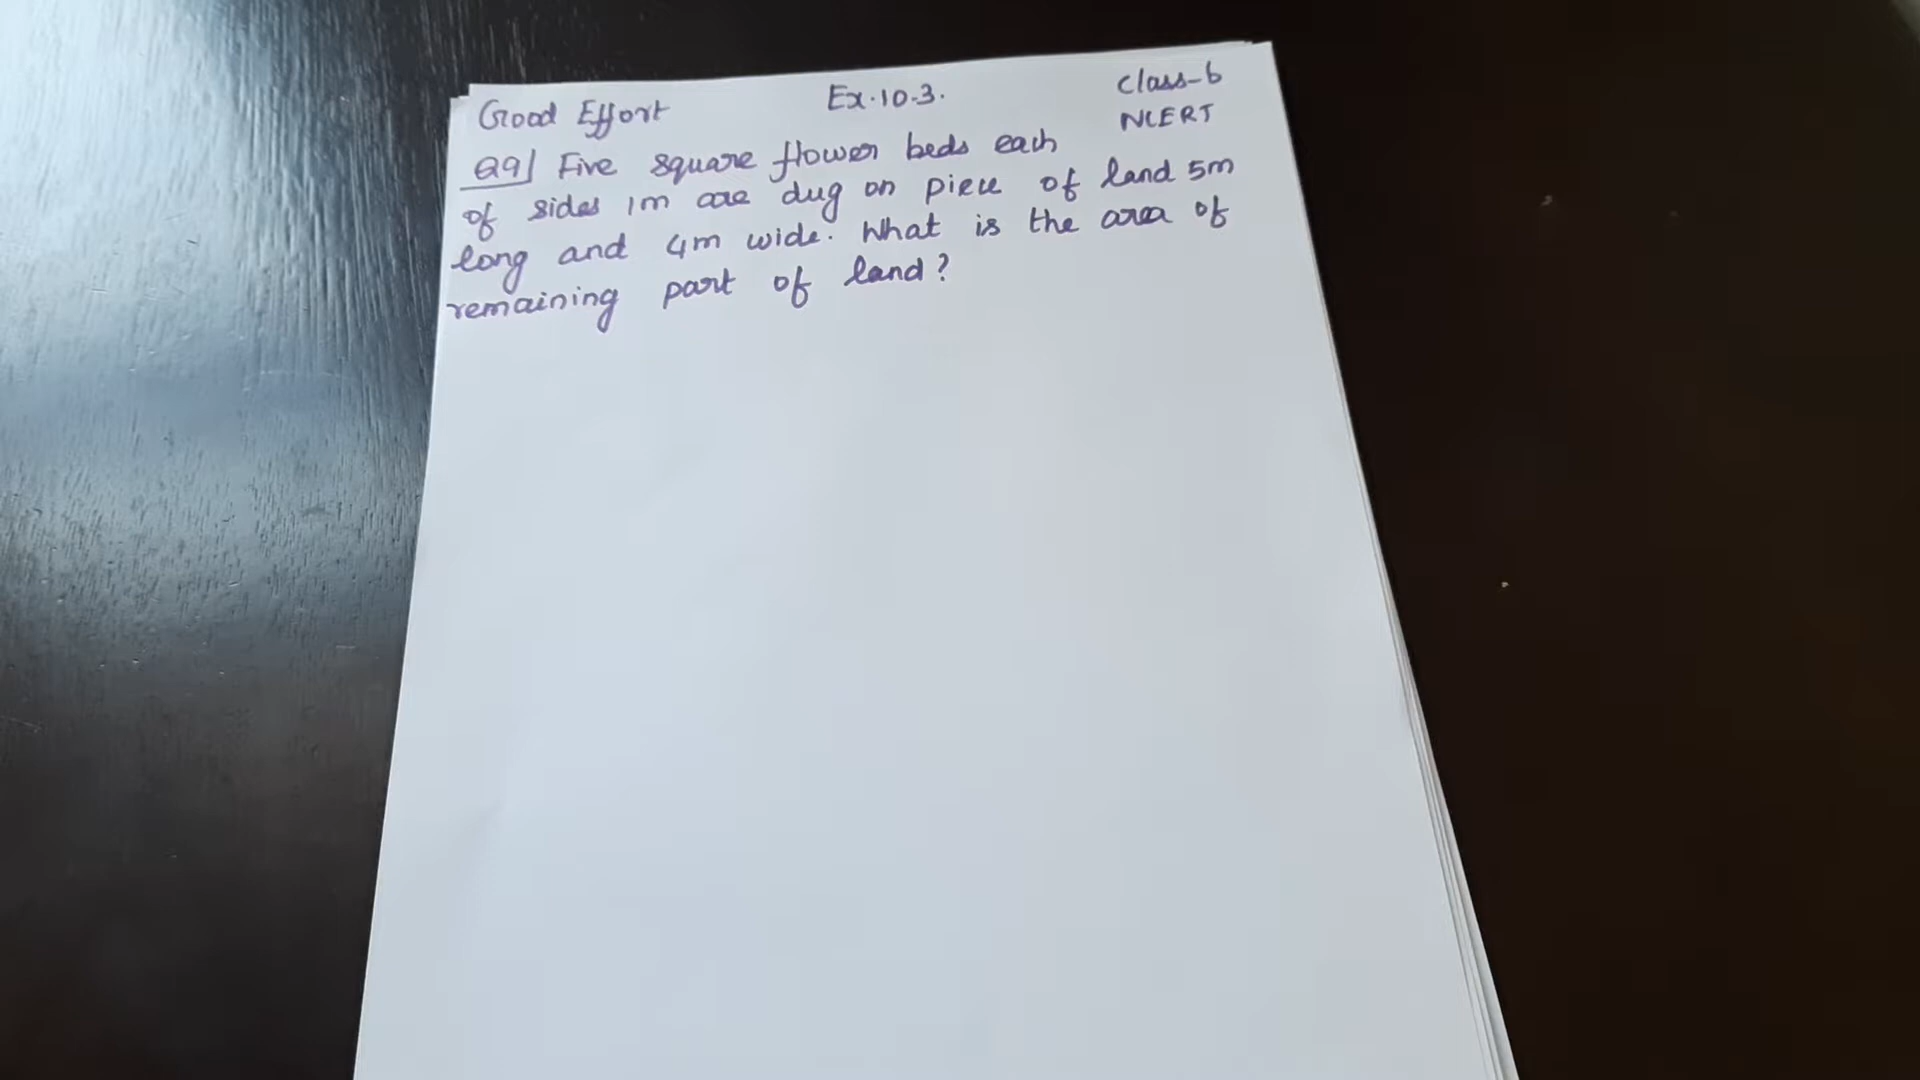 Good Effort Ex.10.3. Class-6
NCERT
Q9 Five square flower beds each
of sides 1m are dug on piece of land 5m
long and 4m wide. What is the area of
remaining part of land?